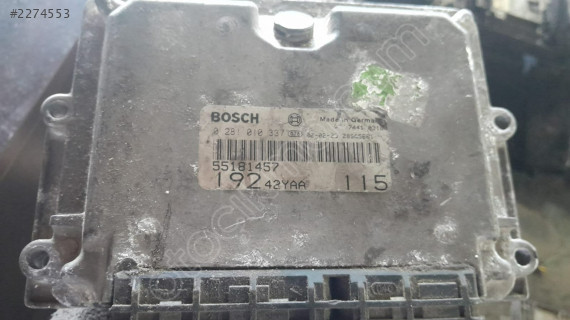 #2274553
BOSCH Made in Germany
0 281 010 337
55181457
192 42YAA 115